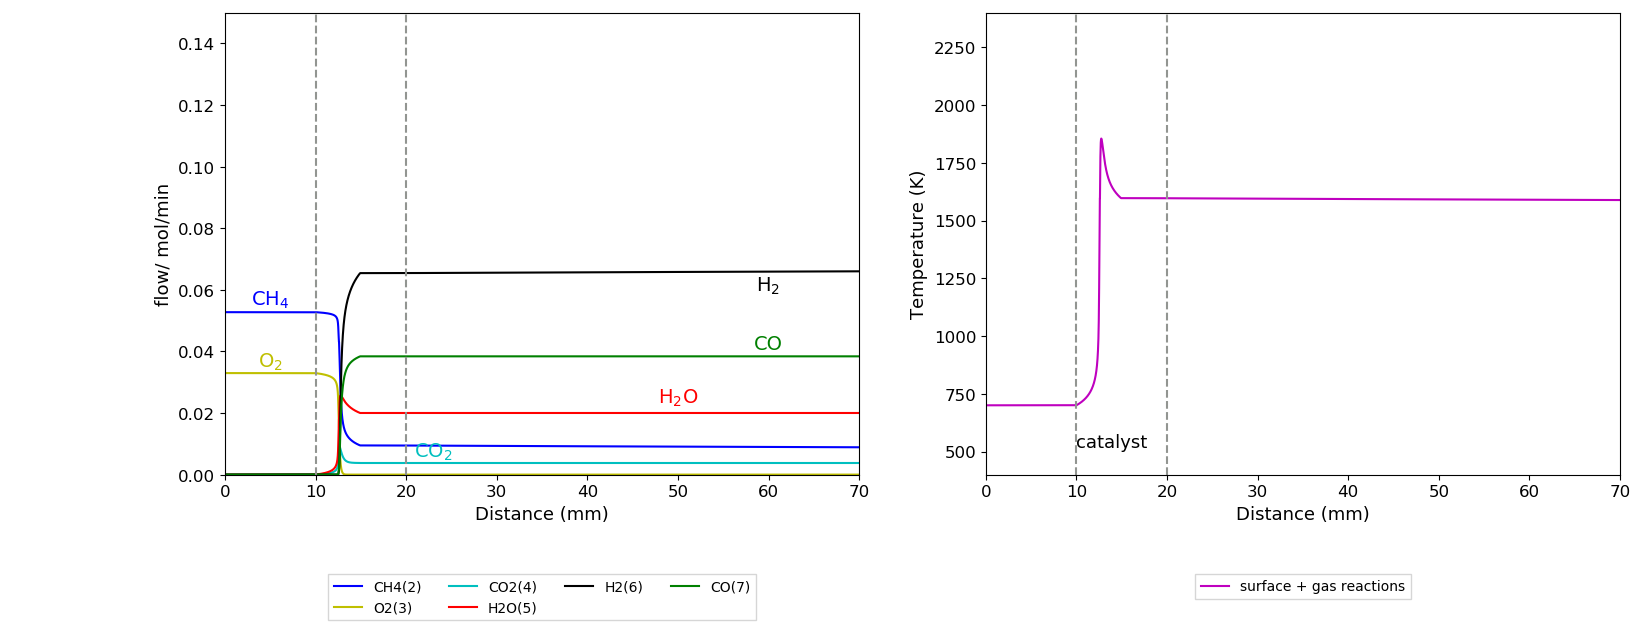 0.14
0.12
0.10
0.08
0.06
0.04
0.02
0.00
flow/ mol/min
CH4
O2
H2
CO
H2O
CO2
0 10 20 30 40 50 60 70
Distance (mm)
CH4(2) CO2(4) H2(6) CO(7)
O2(3) H2O(5)
2250
2000
1750
1500
1250
1000
750
500
Temperature (K)
catalyst
0 10 20 30 40 50 60 70
Distance (mm)
surface + gas reactions